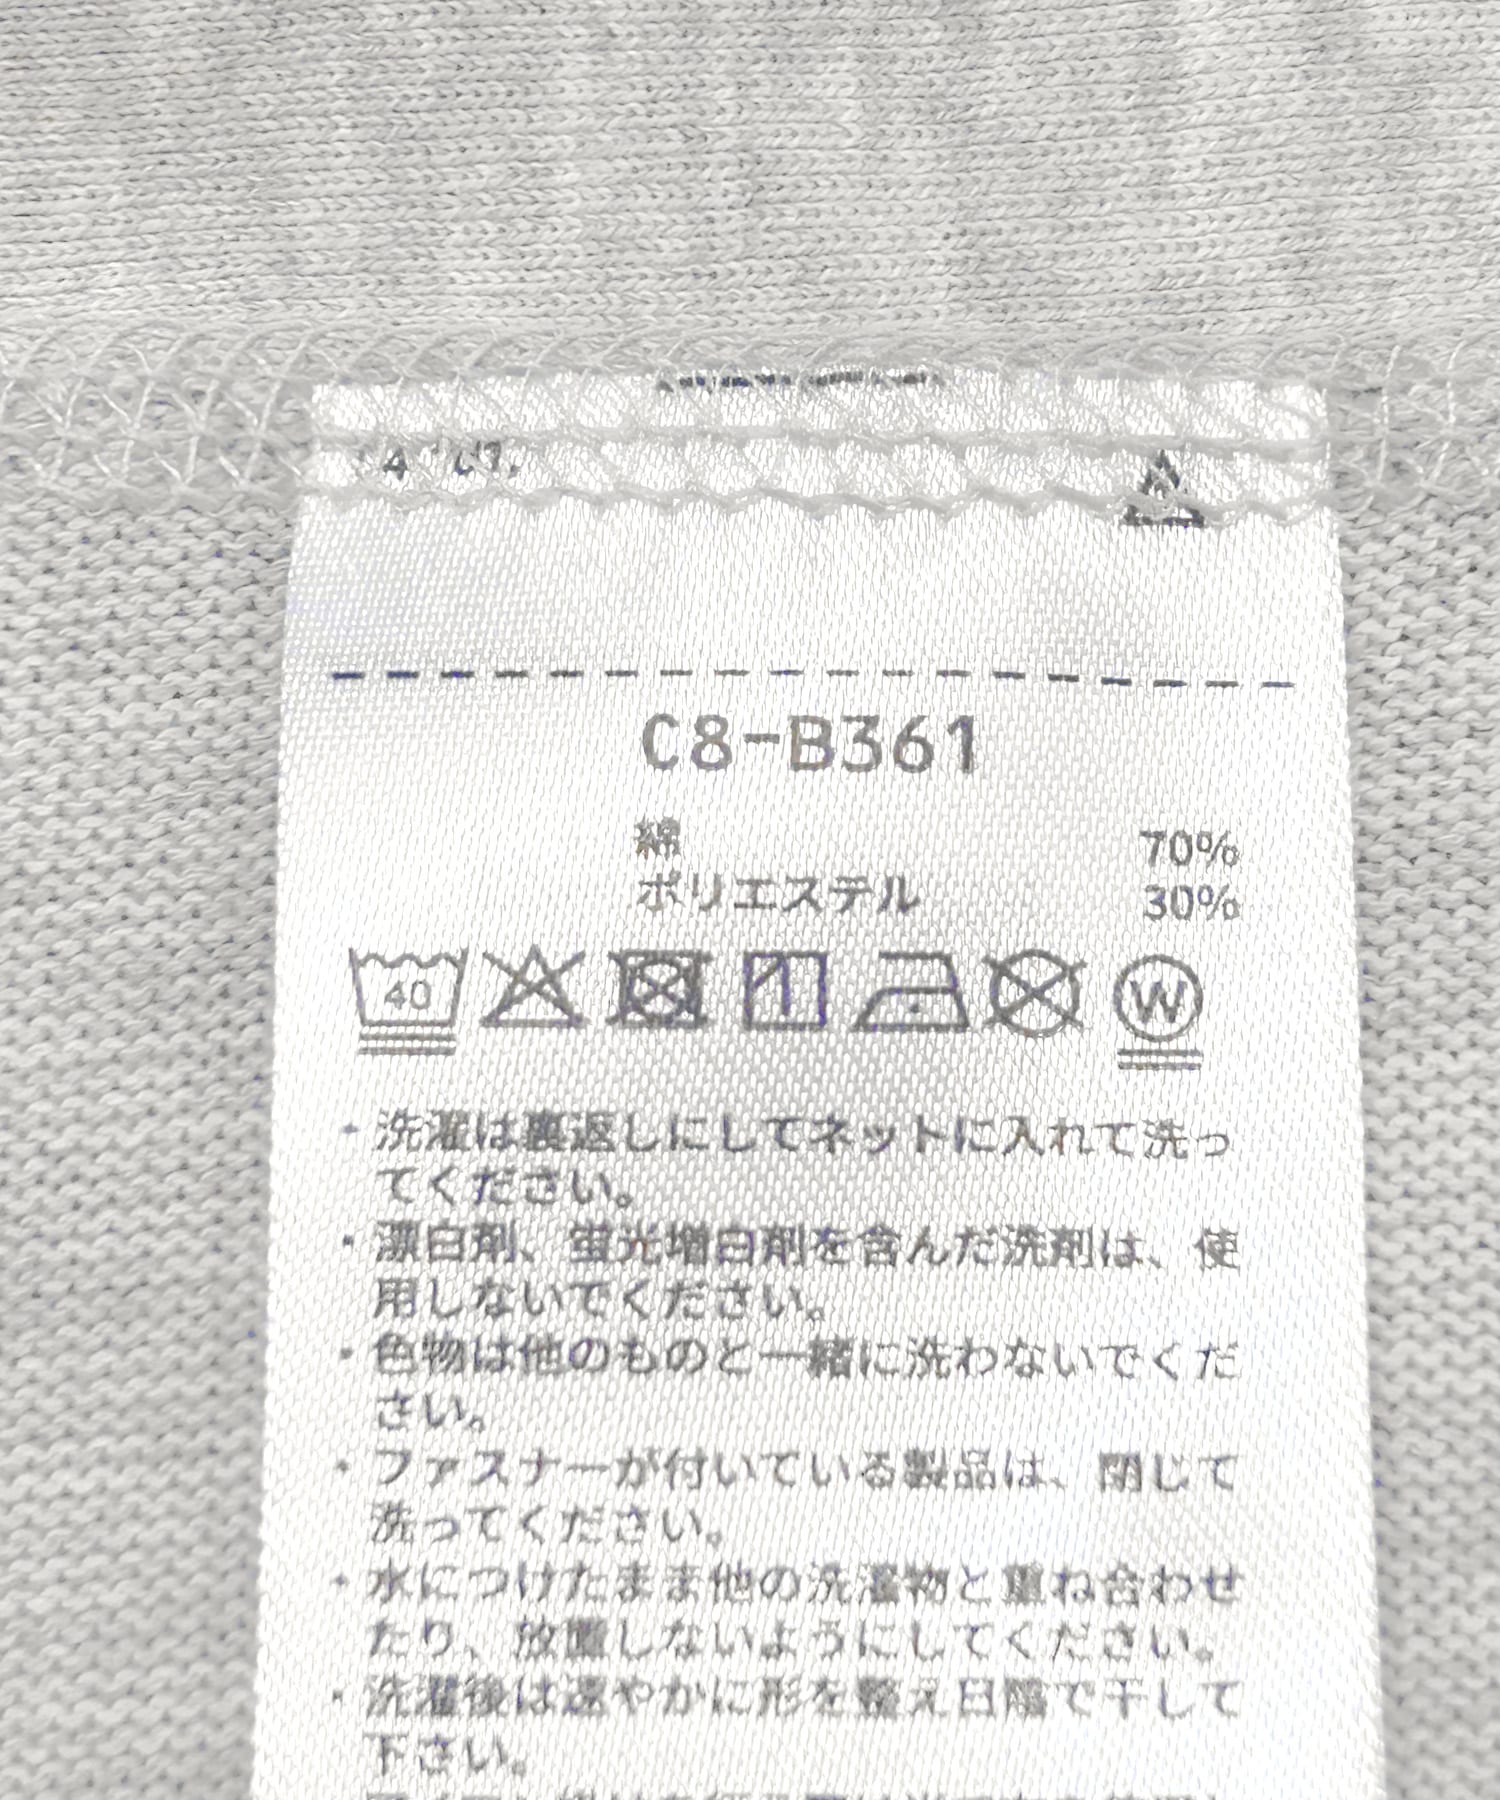 C8-B361
綿 70%
ポリエステル 30%
40
W
・洗濯は裏返しにしてネットに入れて洗っ
てください。
・漂白剤、蛍光増白剤を含んだ洗剤は、使
用しないでください。
・色物は他のものと一緒に洗わないでくだ
さい。
・ファスナーが付いている製品は、閉じて
洗ってください。
・水につけたまま他の洗濯物と重ね合わせ
たり、放置しないようにしてください。
・洗濯後は速やかに形を整え日陰で干して
下さい。